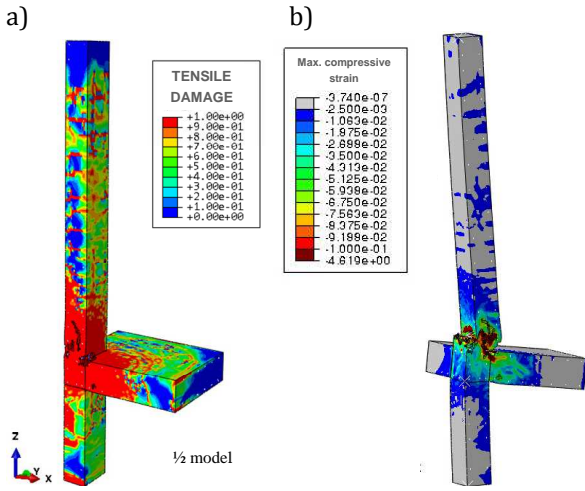 a)
TENSILE
DAMAGE
+1.00e+00
+9.00e-01
+8.00e-01
+7.00e-01
+6.00e-01
+5.00e-01
+4.00e-01
+3.00e-01
+2.00e-01
+1.00e-01
+0.00e+00
Z
Y
X
½ model
b)
Max. compressive
strain
-3.740e-07
-2.500e-03
-1.063e-02
-1.875e-02
-2.688e-02
-3.500e-02
-4.313e-02
-5.125e-02
-5.938e-02
-6.750e-02
-7.563e-02
-8.375e-02
-9.188e-02
-1.000e-01
-4.619e+00